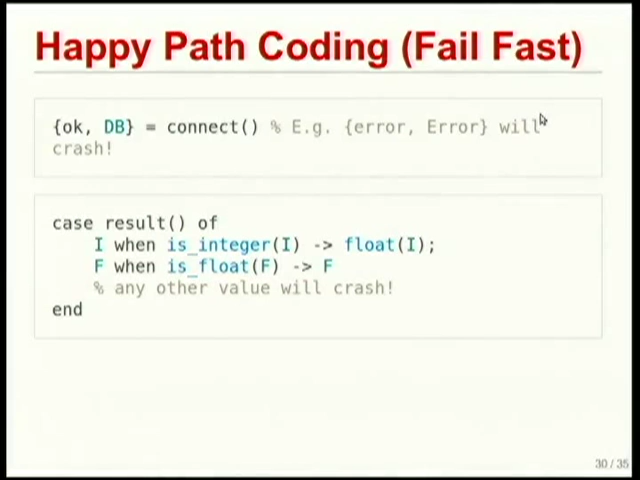 Happy Path Coding (Fail Fast)
{ok, DB} = connect() % E.g. {error, Error} will
crash!
case result() of
    I when is_integer(I) -> float(I);
    F when is_float(F) -> F
    % any other value will crash!
end
30 / 35